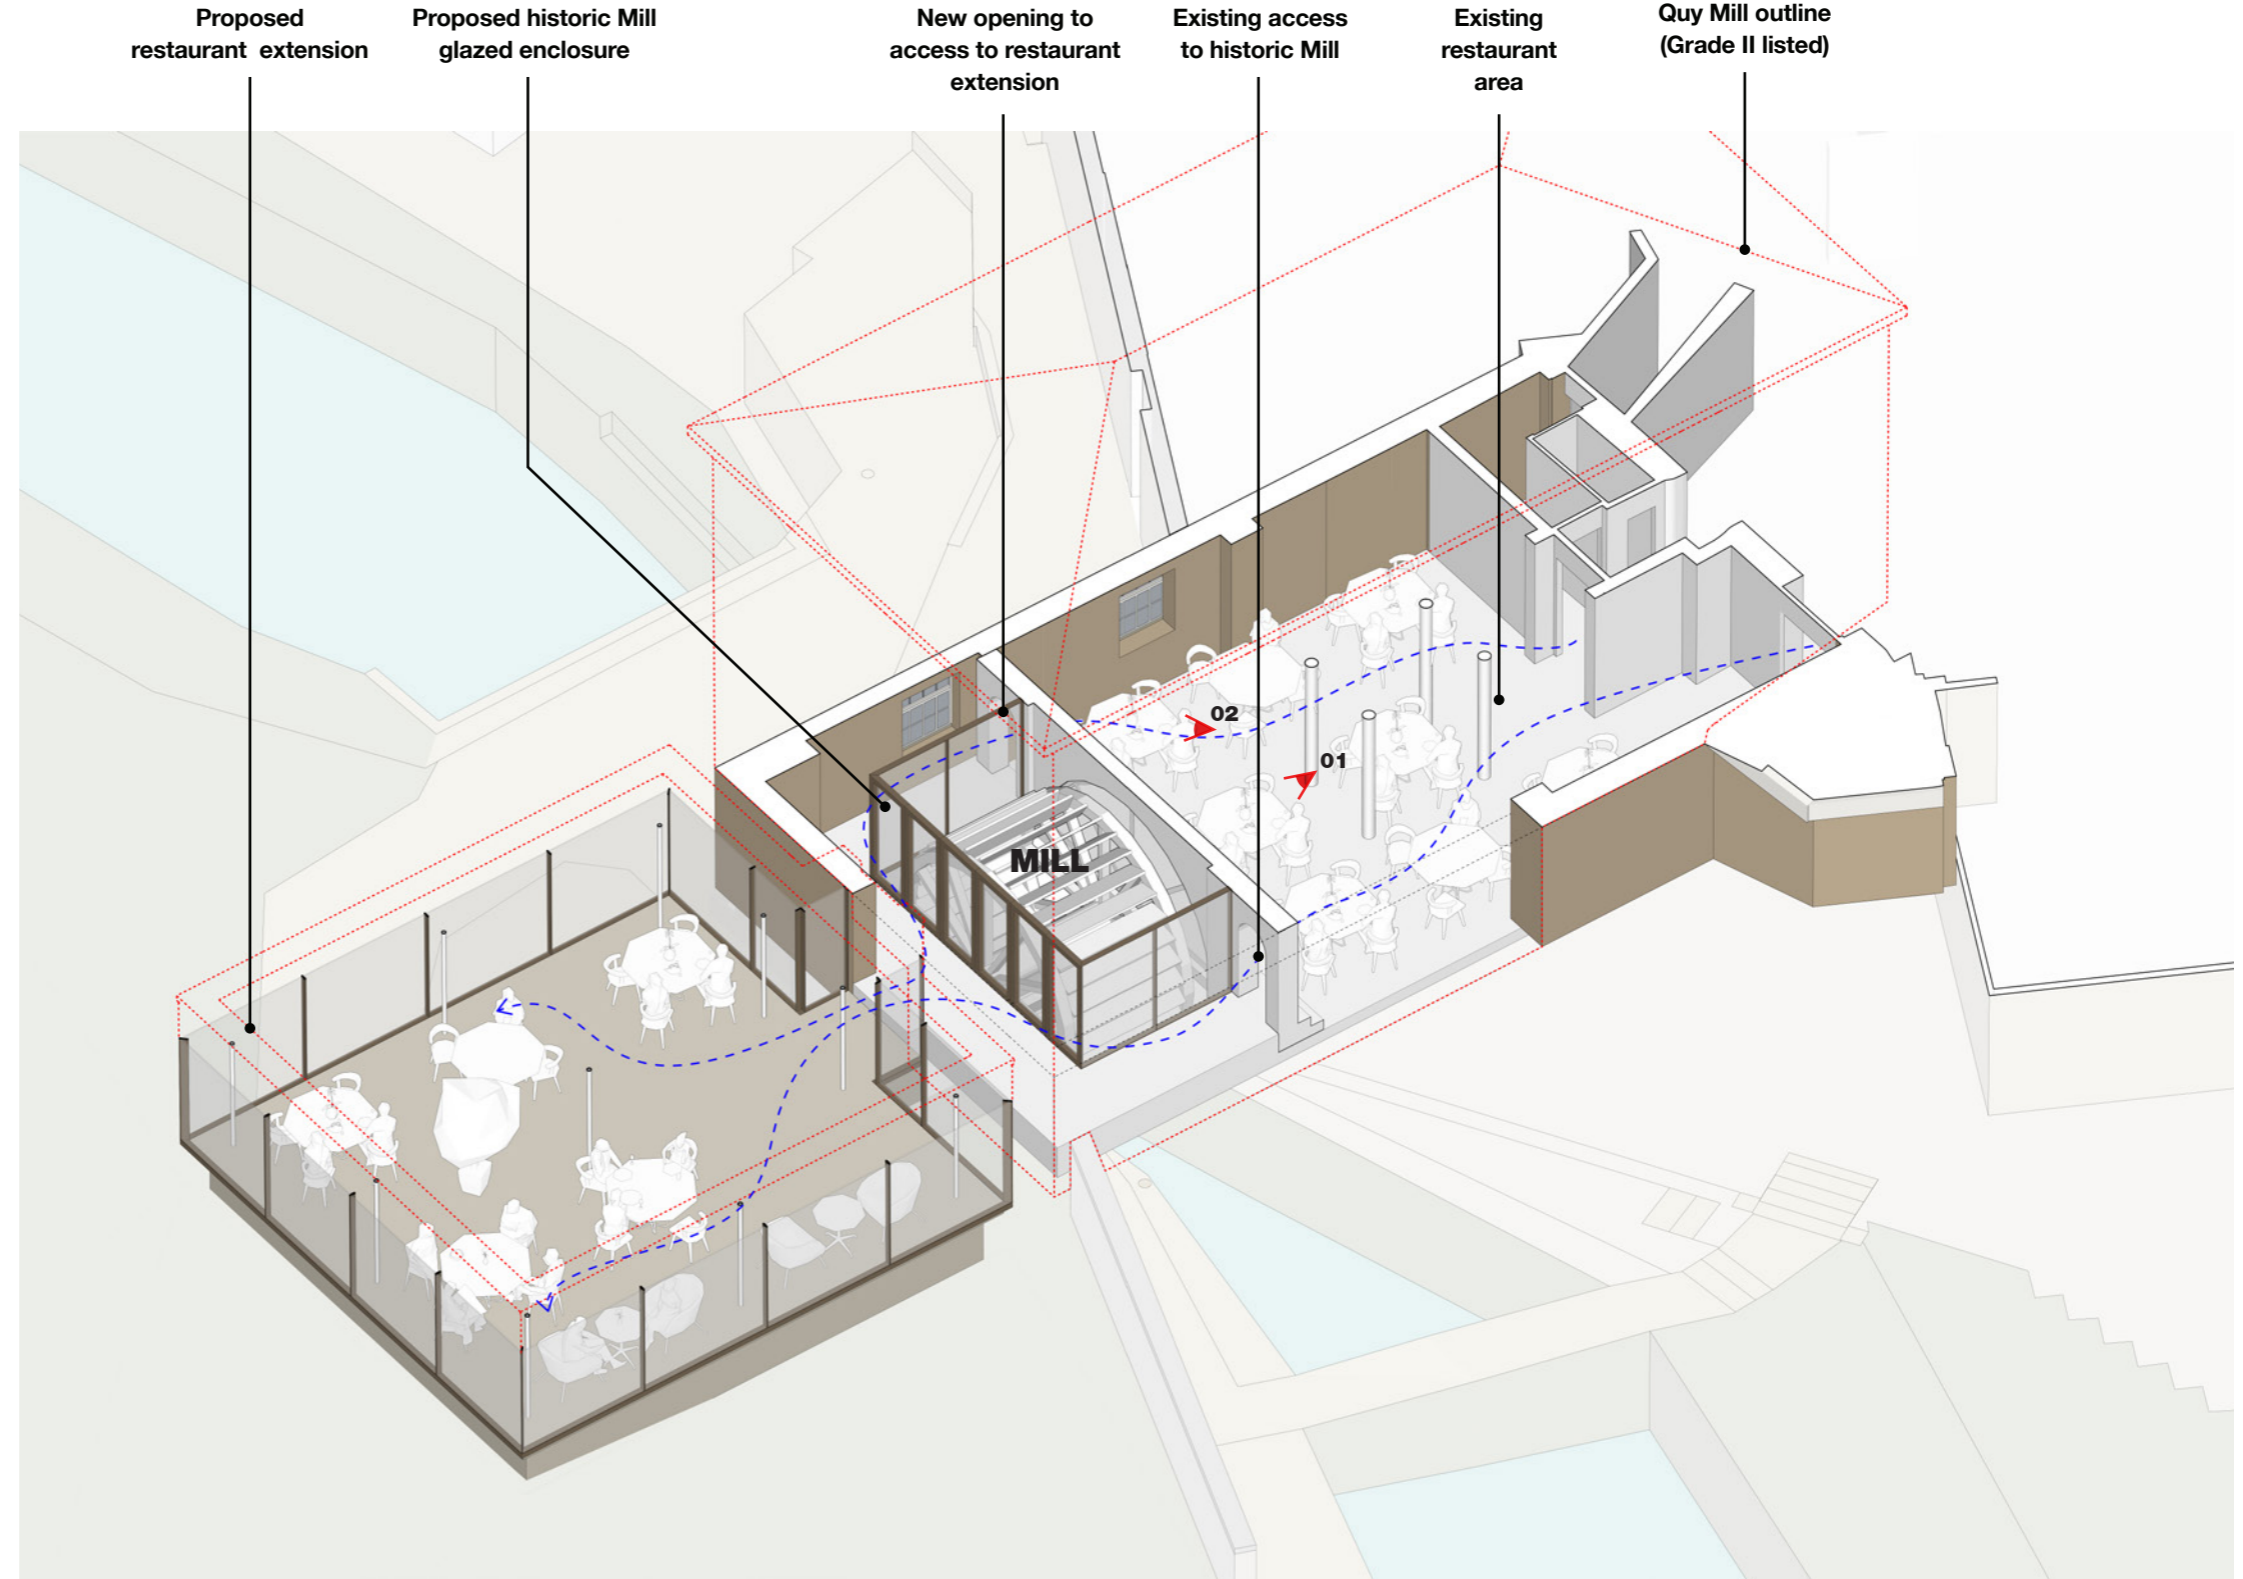 Proposed
restaurant extension
Proposed historic Mill
glazed enclosure
New opening to
access to restaurant
extension
Existing access
to historic Mill
Existing
restaurant
area
Quy Mill outline
(Grade II listed)
02
01
MILL